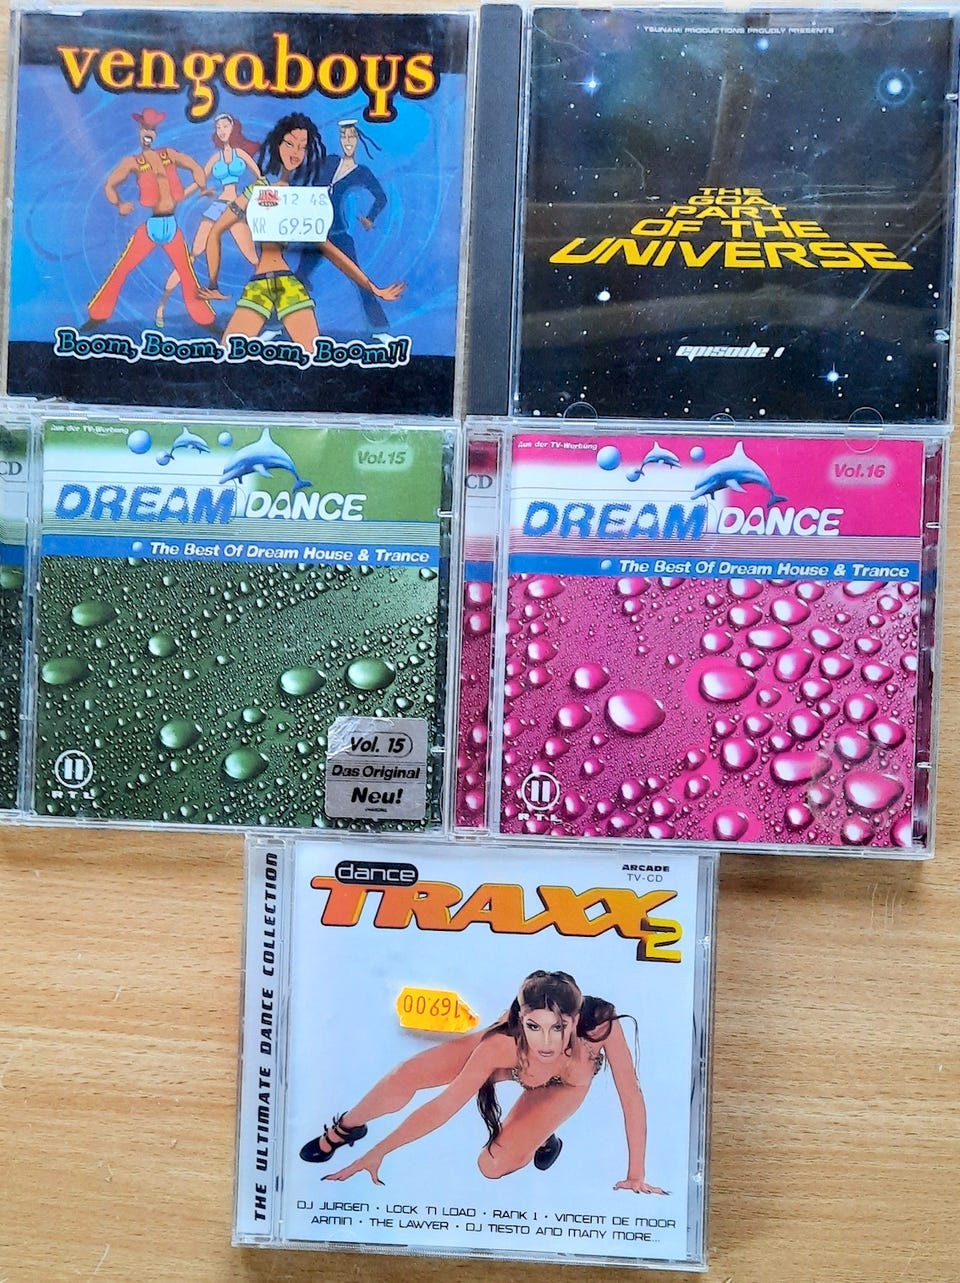 vengaboys
12 48
KR 69.50
Boom, Boom, Boom, Boom!!
TSUNAMI PRODUCTIONS PROUDLY PRESENTS
THE
GOA
PART
OF THE
UNIVERSE
episode 1
CD
Aus der TV-Werbung
Vol.15
DREAM DANCE
The Best Of Dream House & Trance
Vol. 15
Das Original
Neu!
II
RTL
CD
Aus der TV-Werbung
Vol.16
DREAM DANCE
The Best Of Dream House & Trance
II
RTL
THE ULTIMATE DANCE COLLECTION
dance
TRAXX
2
ARCADE
TV-CD
169.00
DJ JURGEN · LOCK 'N LOAD · RANK 1 · VINCENT DE MOOR
ARMIN · THE LAWYER · DJ TIESTO AND MANY MORE...